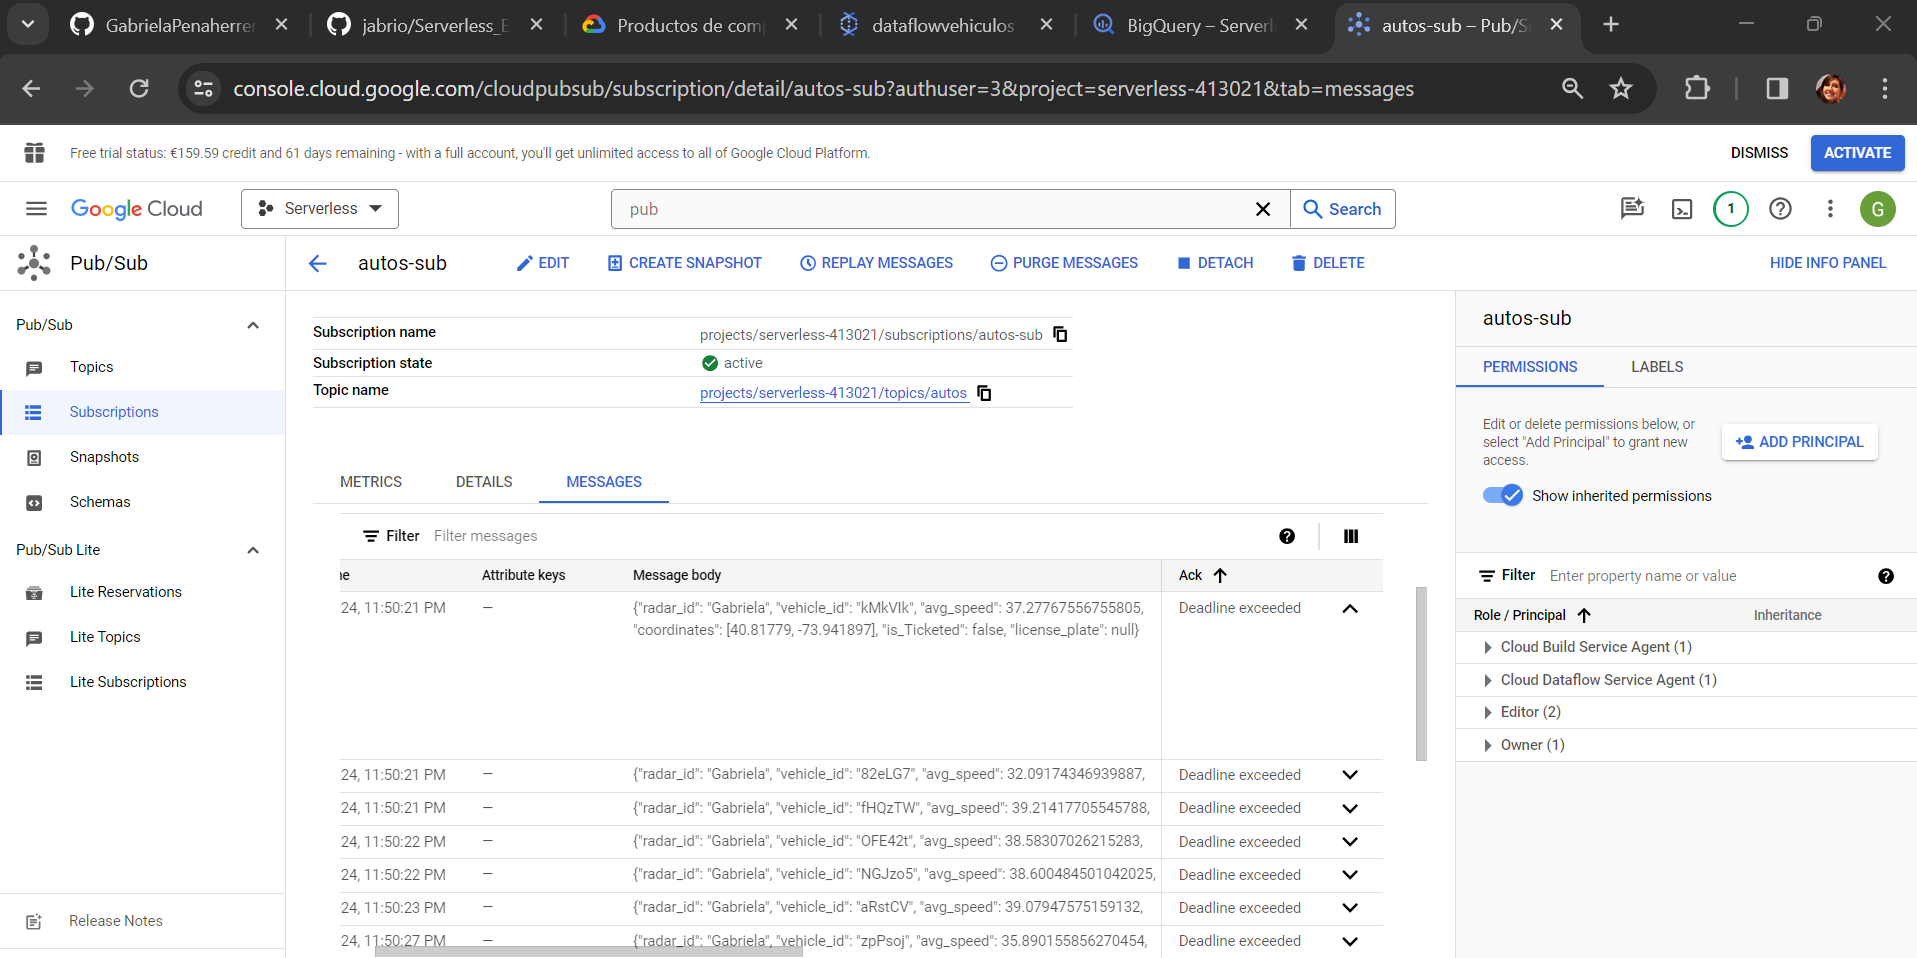 GabrielaPenaherrer
jabrio/Serverless_E
Productos de com
dataflowvehiculos
BigQuery – Serverl
autos-sub – Pub/S
console.cloud.google.com/cloudpubsub/subscription/detail/autos-sub?authuser=3&project=serverless-413021&tab=messages
Free trial status: €159.59 credit and 61 days remaining - with a full account, you'll get unlimited access to all of Google Cloud Platform.
DISMISS
ACTIVATE
Google Cloud
Serverless
pub
Search
1
G
Pub/Sub
autos-sub
EDIT
CREATE SNAPSHOT
REPLAY MESSAGES
PURGE MESSAGES
DETACH
DELETE
HIDE INFO PANEL
Pub/Sub
Topics
Subscriptions
Snapshots
Schemas
Pub/Sub Lite
Lite Reservations
Lite Topics
Lite Subscriptions
Release Notes
Subscription name
projects/serverless-413021/subscriptions/autos-sub
Subscription state
active
Topic name
projects/serverless-413021/topics/autos
METRICS
DETAILS
MESSAGES
Filter
Filter messages
ne
Attribute keys
Message body
Ack
24, 11:50:21 PM — {"radar_id": "Gabriela", "vehicle_id": "kMkVIk", "avg_speed": 37.27767556755805, Deadline exceeded
"coordinates": [40.81779, -73.941897], "is_Ticketed": false, "license_plate": null}
24, 11:50:21 PM — {"radar_id": "Gabriela", "vehicle_id": "82eLG7", "avg_speed": 32.09174346939887, Deadline exceeded
24, 11:50:21 PM — {"radar_id": "Gabriela", "vehicle_id": "fHQzTW", "avg_speed": 39.21417705545788, Deadline exceeded
24, 11:50:22 PM — {"radar_id": "Gabriela", "vehicle_id": "OFE42t", "avg_speed": 38.58307026215283, Deadline exceeded
24, 11:50:22 PM — {"radar_id": "Gabriela", "vehicle_id": "NGJzo5", "avg_speed": 38.600484501042025, Deadline exceeded
24, 11:50:23 PM — {"radar_id": "Gabriela", "vehicle_id": "aRstCV", "avg_speed": 39.07947575159132, Deadline exceeded
24, 11:50:27 PM — {"radar_id": "Gabriela", "vehicle_id": "zpPsoj", "avg_speed": 35.890155856270454, Deadline exceeded
autos-sub
PERMISSIONS
LABELS
Edit or delete permissions below, or
select "Add Principal" to grant new
access.
ADD PRINCIPAL
Show inherited permissions
Filter
Enter property name or value
Role / Principal
Inheritance
Cloud Build Service Agent (1)
Cloud Dataflow Service Agent (1)
Editor (2)
Owner (1)